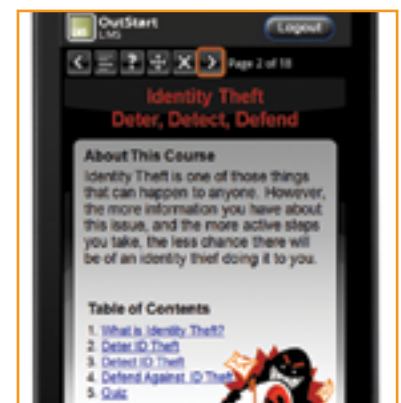 OutStart
LMS
Logout
Page 2 of 18
Identity Theft
Deter, Detect, Defend
About This Course
Identity Theft is one of those things
that can happen to anyone. However,
the more information you have about
this issue, and the more active steps
you take, the less chance there will
be of an identity thief doing it to you.
Table of Contents
1. What is Identity Theft?
2. Deter ID Theft
3. Detect ID Theft
4. Defend Against ID Theft
5. Quiz